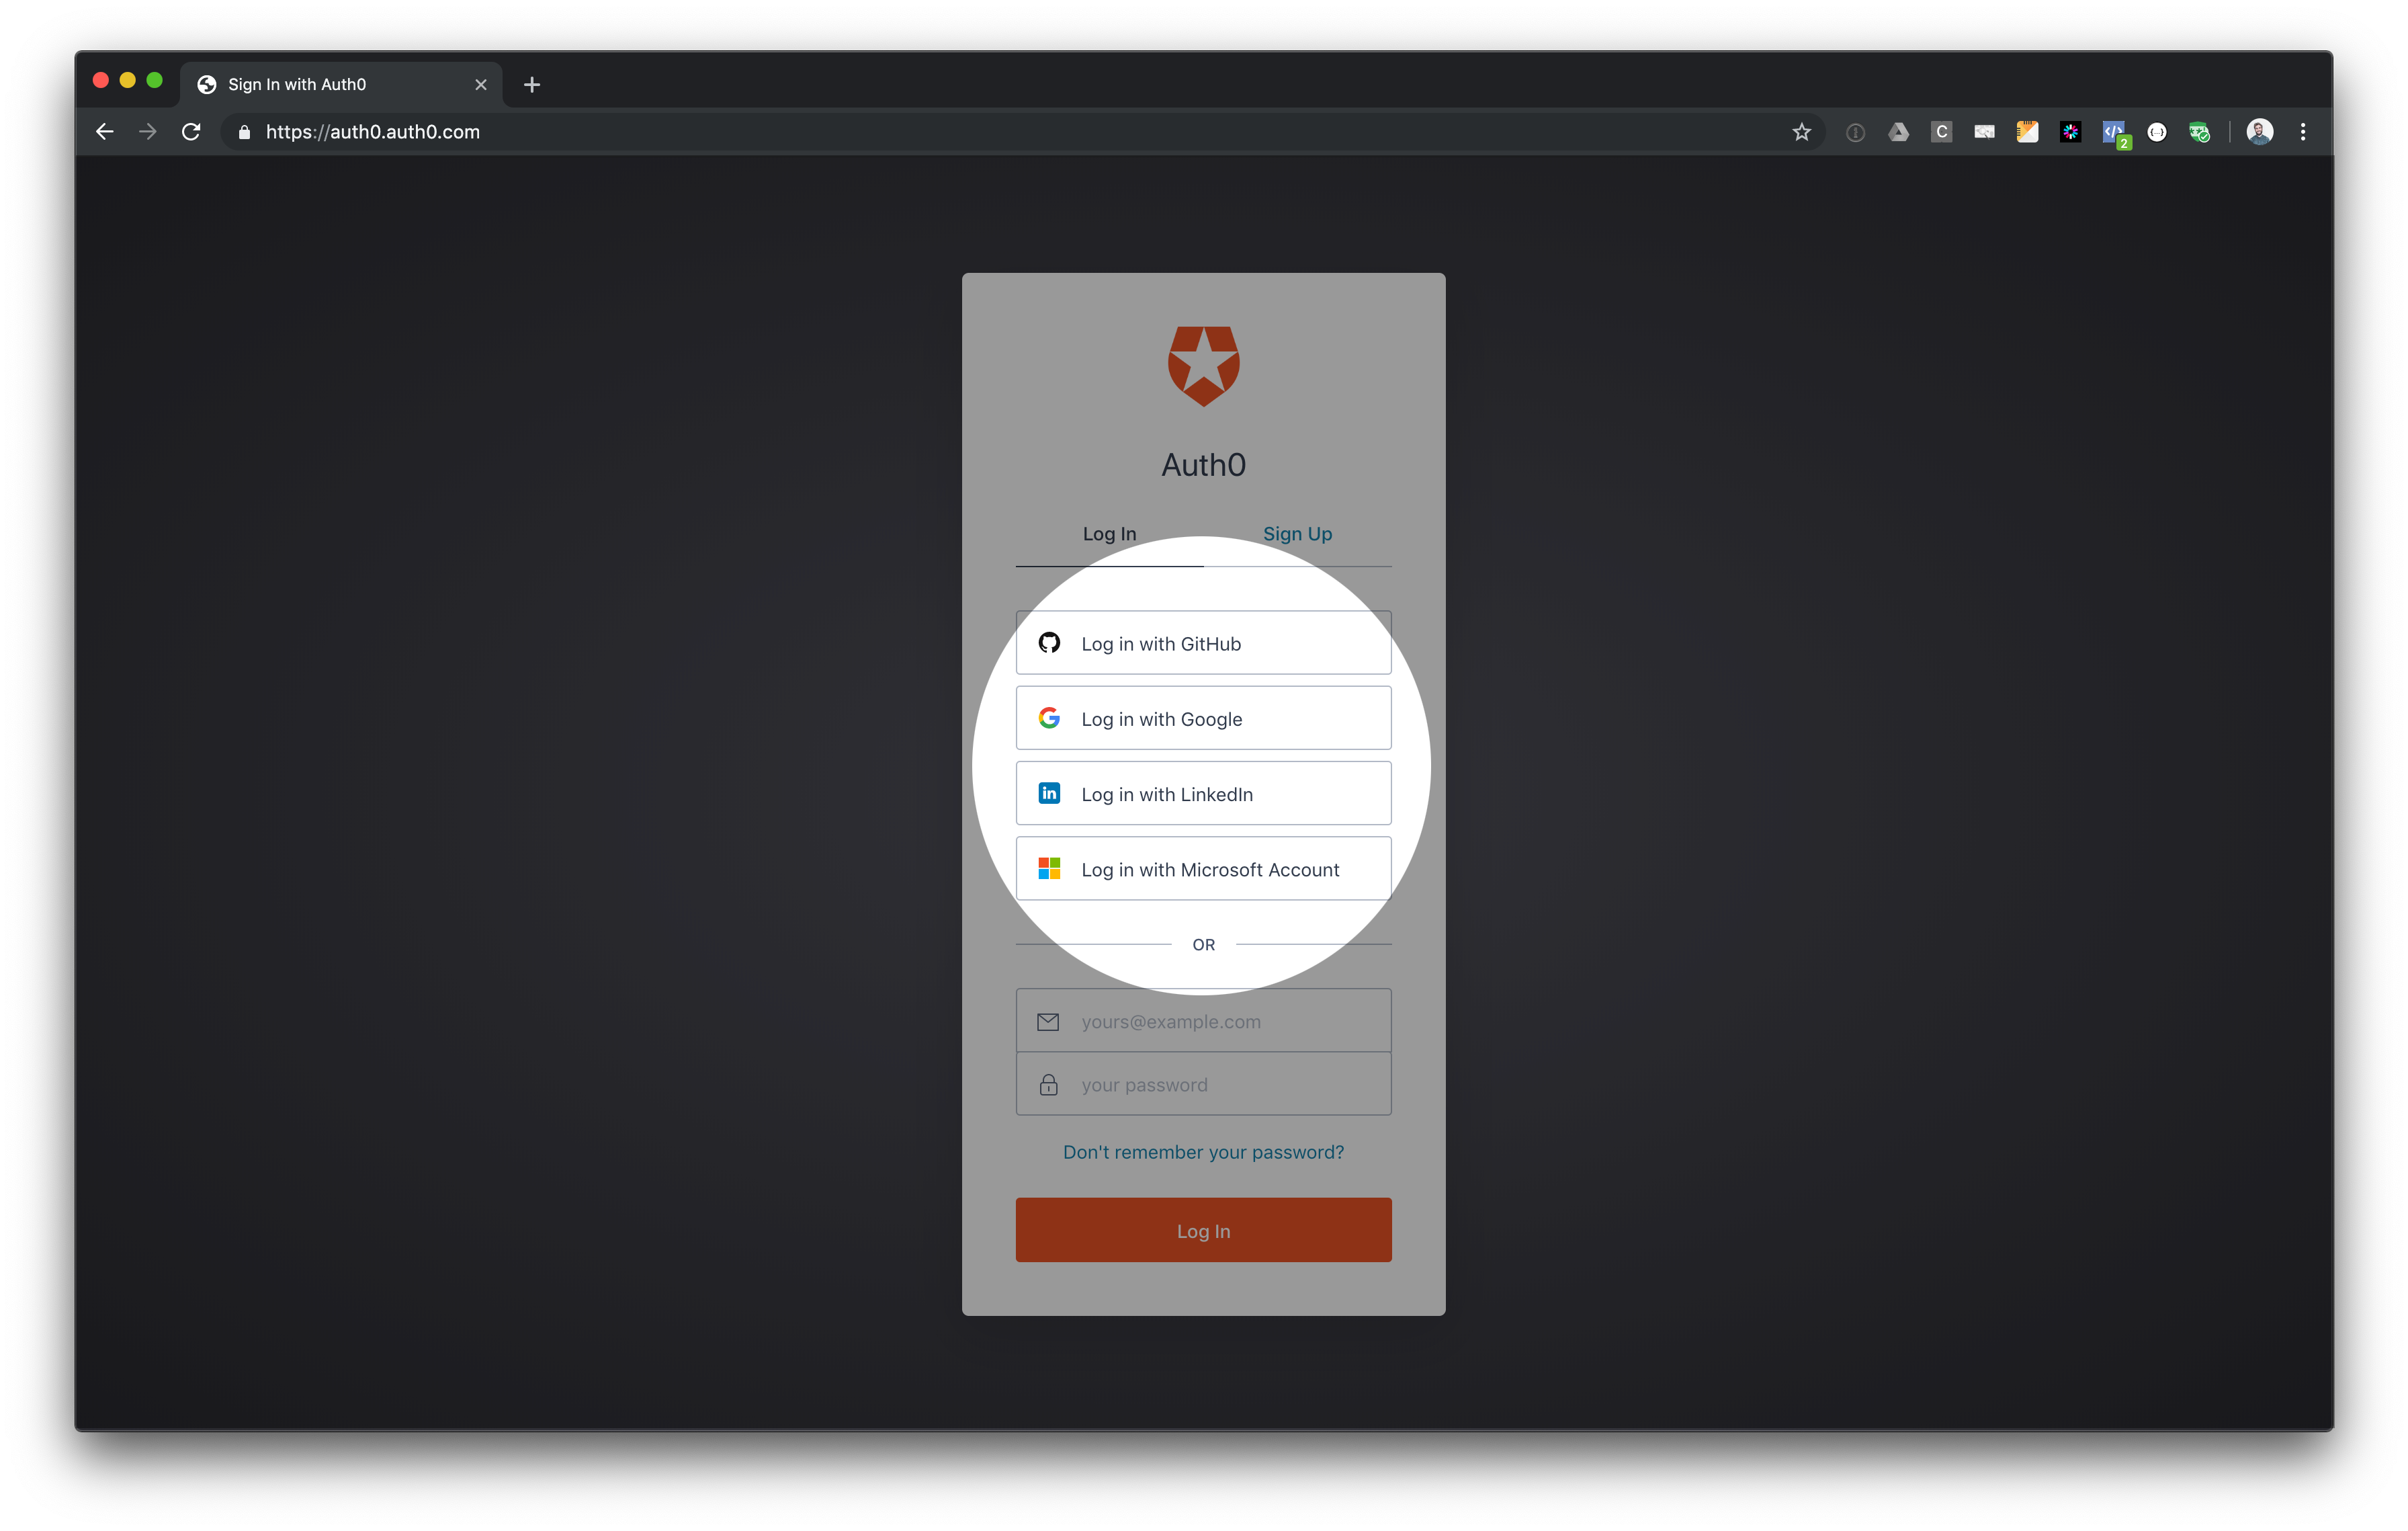 Sign In with Auth0
https://auth0.auth0.com
C
2
Auth0
Log In
Sign Up
Log in with GitHub
Log in with Google
in
Log in with LinkedIn
Log in with Microsoft Account
OR
yours@example.com
your password
Don't remember your password?
Log In